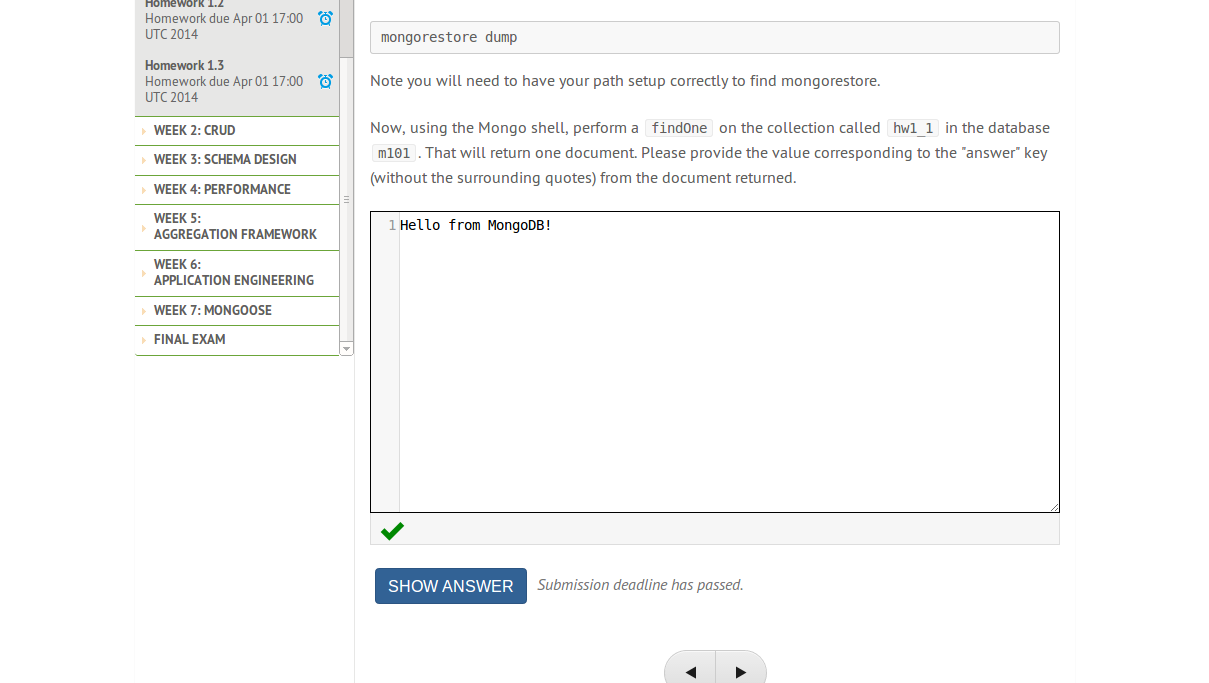 Homework 1.2
Homework due Apr 01 17:00
UTC 2014
Homework 1.3
Homework due Apr 01 17:00
UTC 2014
WEEK 2: CRUD
WEEK 3: SCHEMA DESIGN
WEEK 4: PERFORMANCE
WEEK 5:
AGGREGATION FRAMEWORK
WEEK 6:
APPLICATION ENGINEERING
WEEK 7: MONGOOSE
FINAL EXAM
mongorestore dump
Note you will need to have your path setup correctly to find mongorestore.
Now, using the Mongo shell, perform a findOne on the collection called hw1_1 in the database
m101. That will return one document. Please provide the value corresponding to the "answer" key
(without the surrounding quotes) from the document returned.
1 Hello from MongoDB!
SHOW ANSWER Submission deadline has passed.